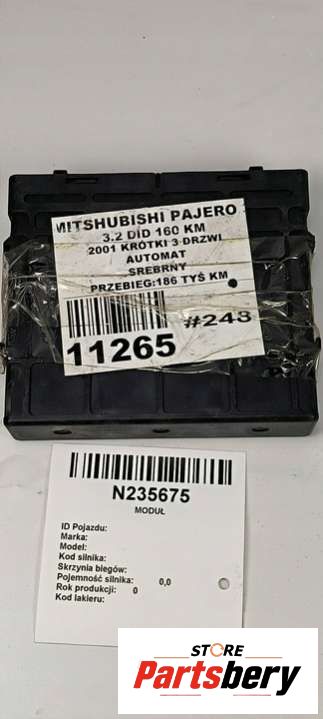 MITSHUBISHI PAJERO
3.2 DID 160 KM
2001 KRÓTKI 3 DRZWI
AUTOMAT
SREBRNY
PRZEBIEG:186 TYŚ KM
#248
11265
N235675
MODUŁ
ID Pojazdu:
Marka:
Model:
Kod silnika:
Skrzynia biegów:
Pojemność silnika: 0,0
Rok produkcji: 0
Kod lakieru:
STORE
Partsbery